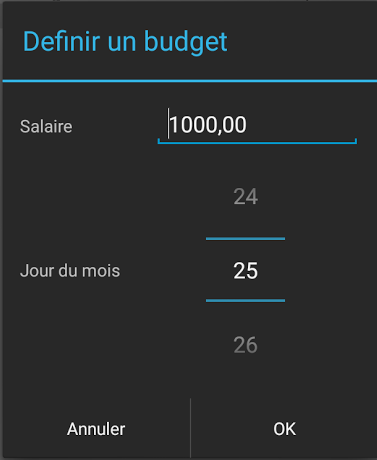 Definir un budget
Salaire
1000,00
24
Jour du mois
25
26
Annuler
OK